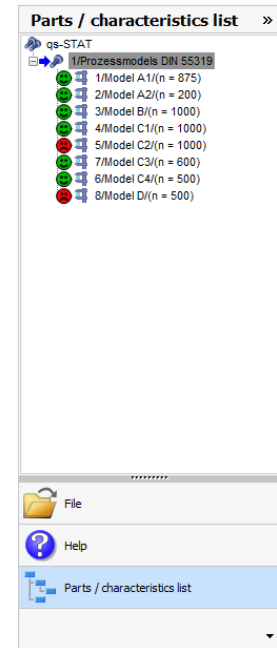 Parts / characteristics list »
qs-STAT
1/Prozessmodels DIN 55319
1/Model A1/(n = 875)
2/Model A2/(n = 200)
3/Model B/(n = 1000)
4/Model C1/(n = 1000)
5/Model C2/(n = 1000)
7/Model C3/(n = 600)
6/Model C4/(n = 500)
8/Model D/(n = 500)
File
Help
Parts / characteristics list